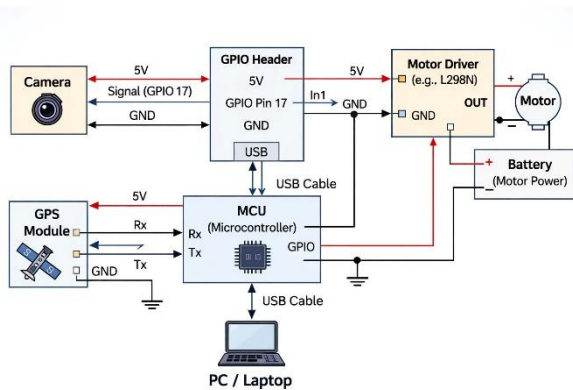 Camera
5V
Signal (GPIO 17)
GND
GPIO Header
5V
GPIO Pin 17
GND
USB
5V
In1
GND
Motor Driver
(e.g., L298N)
OUT
GND
+
−
Motor
+
−
Battery
(Motor Power)
USB Cable
GPS
Module
5V
Rx
Tx
GND
MCU
(Microcontroller)
Rx
Tx
GPIO
USB Cable
PC / Laptop